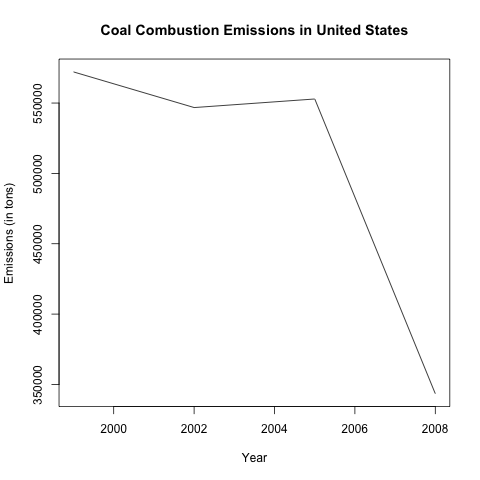 Coal Combustion Emissions in United States
Emissions (in tons)
550000
500000
450000
400000
350000
2000 2002 2004 2006 2008
Year